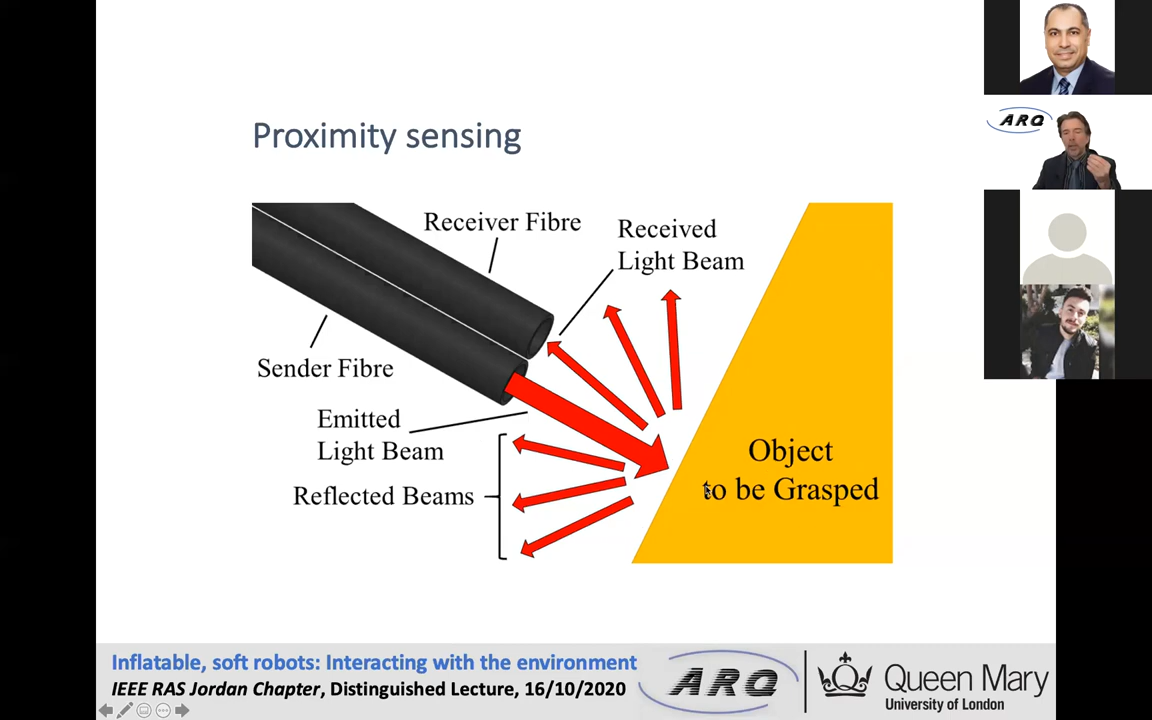 Proximity sensing
Receiver Fibre
Received
Light Beam
Sender Fibre
Emitted
Light Beam
Reflected Beams
Object
to be Grasped
ARQ
Inflatable, soft robots: Interacting with the environment
IEEE RAS Jordan Chapter, Distinguished Lecture, 16/10/2020
ARQ
Queen Mary
University of London